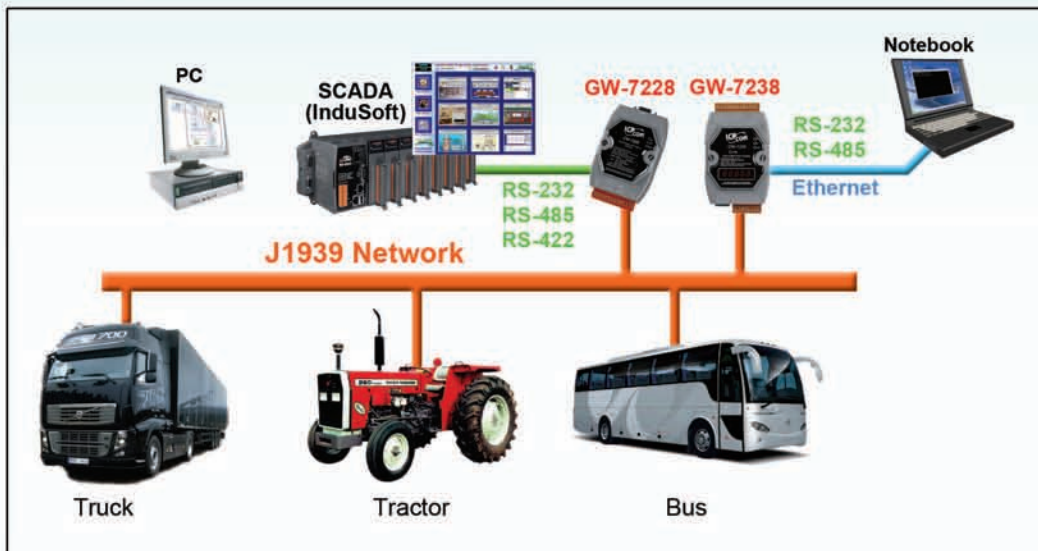 PC
SCADA
(InduSoft)
GW-7228
GW-7238
Notebook
RS-232
RS-485
Ethernet
RS-232
RS-485
RS-422
J1939 Network
700
Truck
Tractor
Bus